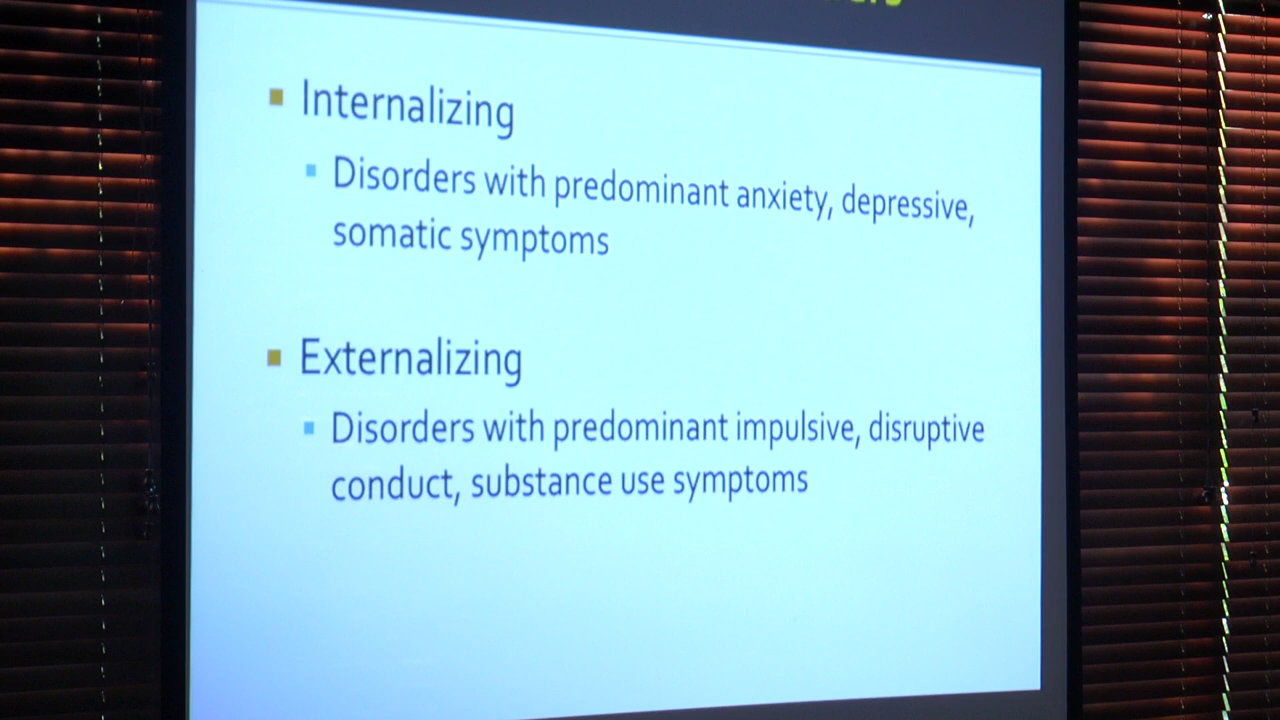 Internalizing
Disorders with predominant anxiety, depressive,
somatic symptoms
Externalizing
Disorders with predominant impulsive, disruptive
conduct, substance use symptoms